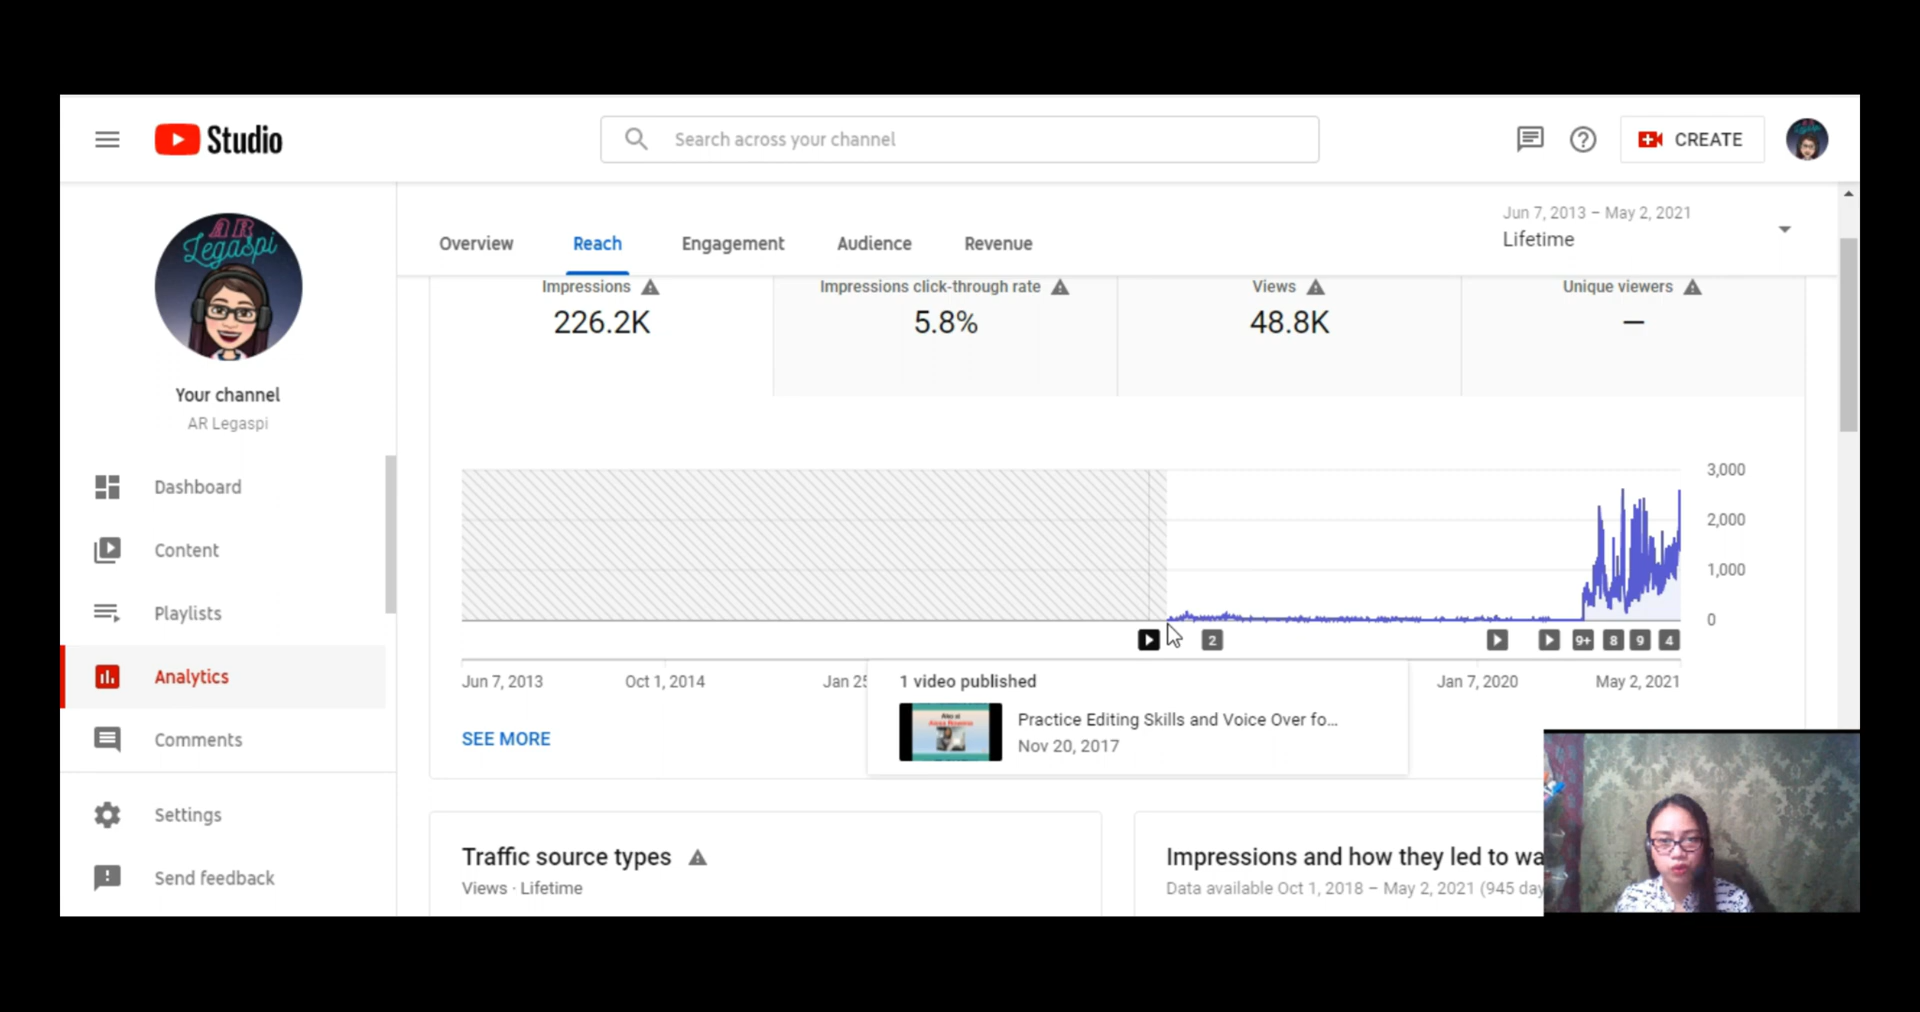 Studio
Search across your channel
CREATE
AR
Legaspi
Your channel
AR Legaspi
Dashboard
Content
Playlists
Analytics
Comments
Settings
Send feedback
Overview
Reach
Engagement
Audience
Revenue
Jun 7, 2013 – May 2, 2021
Lifetime
Impressions
226.2K
Impressions click-through rate
5.8%
Views
48.8K
Unique viewers
—
3,000
2,000
1,000
0
2
9+
8
9
4
Jun 7, 2013
Oct 1, 2014
Jan 25
Jan 7, 2020
May 2, 2021
1 video published
Practice Editing Skills and Voice Over fo...
Nov 20, 2017
SEE MORE
Traffic source types
Views · Lifetime
Impressions and how they led to wa
Data available Oct 1, 2018 – May 2, 2021 (945 day